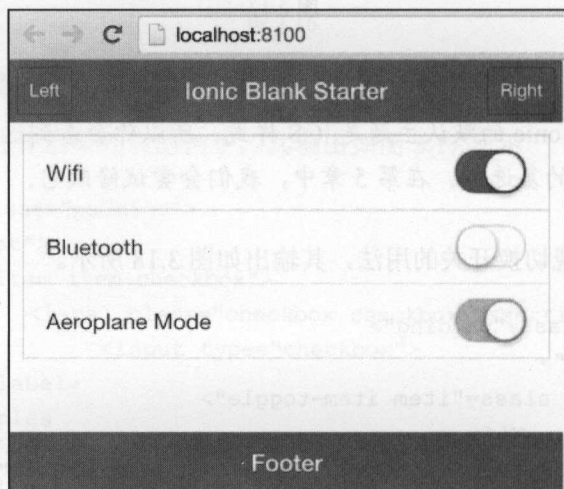 localhost:8100
Left Ionic Blank Starter Right
Wifi
Bluetooth
Aeroplane Mode
Footer